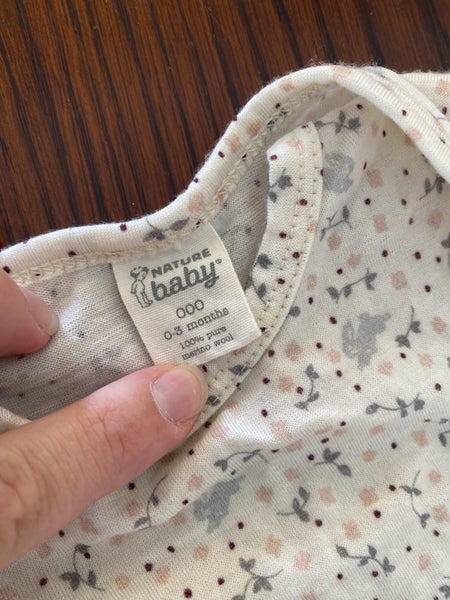 NATURE
baby®
000
0-3 months
100% pure
merino wool